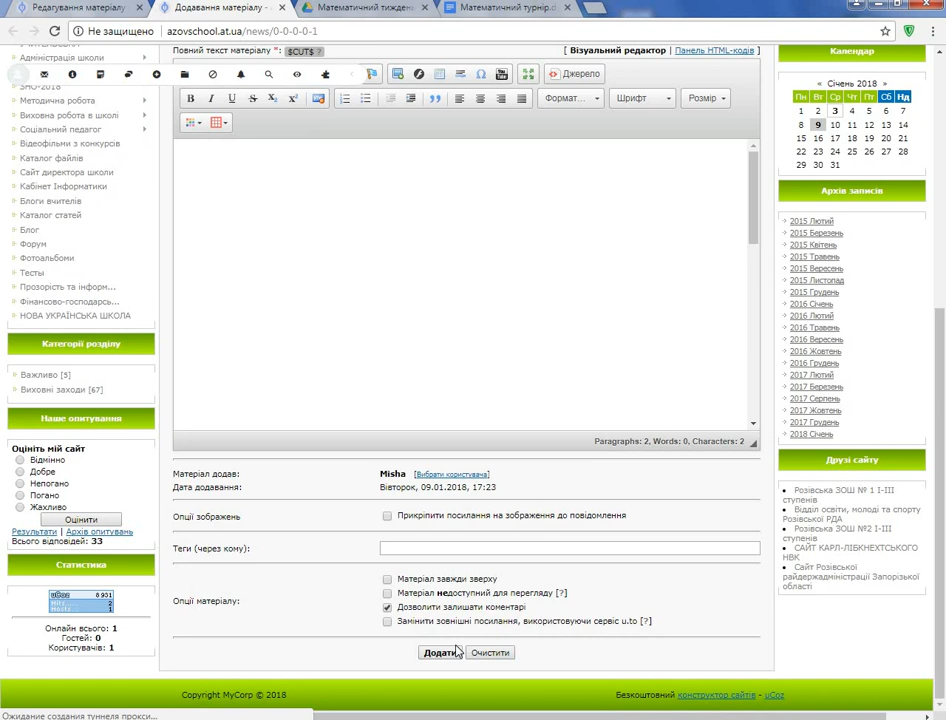 Редагування матеріалу
Додавання матеріалу -
Математичний тижден
Математичний турнір.d
Не защищено
azovschool.at.ua/news/0-0-0-0-1
Адміністрація школи
ЗНО-2018
Методична робота
Виховна робота в школі
Соціальний педагог
Відеофільми з конкурсів
Каталог файлів
Сайт директора школи
Кабінет Інформатики
Блоги вчителів
Каталог статей
Блог
Форум
Фотоальбоми
Тести
Прозорість та інформ...
Фінансово-господарсь...
НОВА УКРАЇНСЬКА ШКОЛА
Категорії розділу
Важливо [5]
Виховні заходи [67]
Наше опитування
Оцініть мій сайт
Відмінно
Добре
Непогано
Погано
Жахливо
Оцінити
Результати | Архів опитувань
Всього відповідей: 33
Статистика
8 931
Онлайн всього: 1
Гостей: 0
Користувачів: 1
Повний текст матеріалу *: $CUT$ ?
[ Візуальний редактор | Панель HTML-кодів ]
Джерело
B I U S X₂ X²
Формат... Шрифт Розмір
Paragraphs: 2, Words: 0, Characters: 2
Матеріал додав: Misha [Вибрати користувача]
Дата додавання: Вівторок, 09.01.2018, 17:23
Опції зображень Прикріпити посилання на зображення до повідомлення
Теги (через кому):
Опції матеріалу:
Матеріал завжди зверху
Матеріал недоступний для перегляду [?]
Дозволити залишати коментарі
Замінити зовнішні посилання, використовуючи сервіс u.to [?]
Додати Очистити
Календар
« Січень 2018 »
Пн Вт Ср Чт Пт Сб Нд
1 2 3 4 5 6 7
8 9 10 11 12 13 14
15 16 17 18 19 20 21
22 23 24 25 26 27 28
29 30 31
Архів записів
2015 Лютий
2015 Березень
2015 Квітень
2015 Травень
2015 Вересень
2015 Листопад
2015 Грудень
2016 Січень
2016 Лютий
2016 Травень
2016 Вересень
2016 Жовтень
2016 Грудень
2017 Лютий
2017 Березень
2017 Серпень
2017 Жовтень
2017 Грудень
2018 Січень
Друзі сайту
Розівська ЗОШ № 1 І-ІІІ
ступенів
Відділ освіти, молоді та спорту
Розівської РДА
Розівська ЗОШ №2 І-ІІІ
ступенів
САЙТ КАРЛ-ЛІБКНЕХТСЬКОГО
НВК
Сайт Розівської
райдержадміністрації Запорізької
області
Copyright MyCorp © 2018
Безкоштовний конструктор сайтів - uCoz
Ожидание создания туннеля прокси...